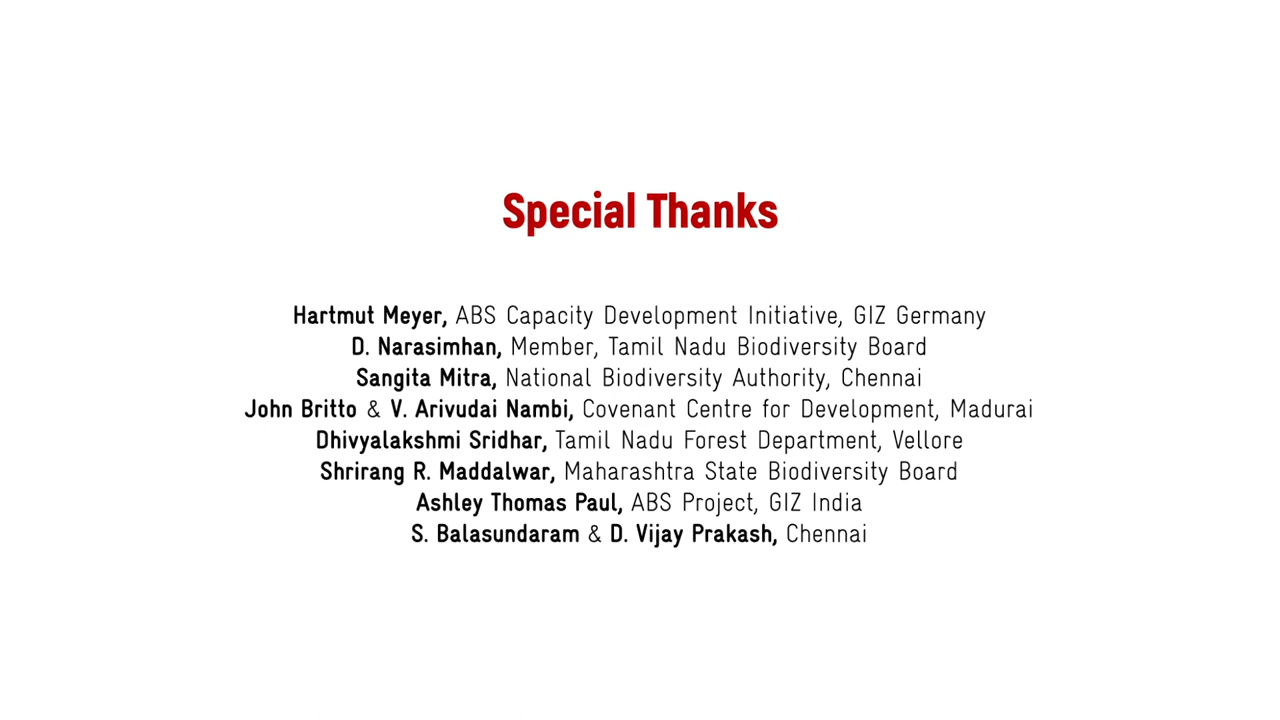 Special Thanks
Hartmut Meyer, ABS Capacity Development Initiative, GIZ Germany
D. Narasimhan, Member, Tamil Nadu Biodiversity Board
Sangita Mitra, National Biodiversity Authority, Chennai
John Britto & V. Arivudai Nambi, Covenant Centre for Development, Madurai
Dhivyalakshmi Sridhar, Tamil Nadu Forest Department, Vellore
Shrirang R. Maddalwar, Maharashtra State Biodiversity Board
Ashley Thomas Paul, ABS Project, GIZ India
S. Balasundaram & D. Vijay Prakash, Chennai